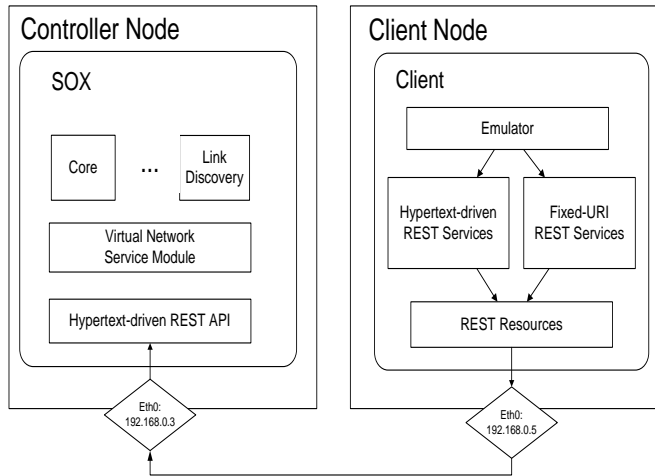 Controller Node
SOX
Core
...
Link
Discovery
Virtual Network
Service Module
Hypertext-driven REST API
Eth0:
192.168.0.3
Client Node
Client
Emulator
Hypertext-driven
REST Services
Fixed-URI
REST Services
REST Resources
Eth0:
192.168.0.5